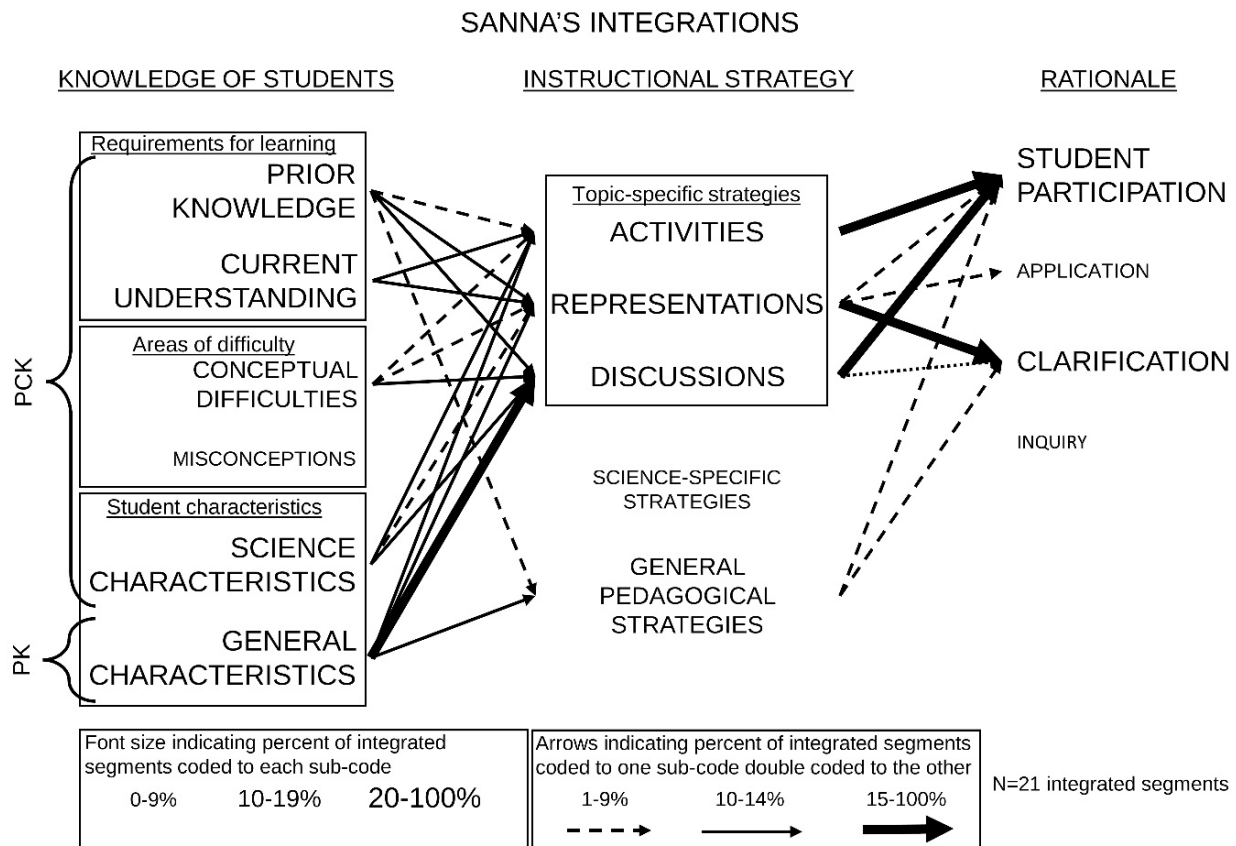 SANNA'S INTEGRATIONS
KNOWLEDGE OF STUDENTS
INSTRUCTIONAL STRATEGY
RATIONALE
Requirements for learning
PRIOR
KNOWLEDGE
CURRENT
UNDERSTANDING
Areas of difficulty
CONCEPTUAL
DIFFICULTIES
MISCONCEPTIONS
Student characteristics
SCIENCE
CHARACTERISTICS
GENERAL
CHARACTERISTICS
PCK
PK
Topic-specific strategies
ACTIVITIES
REPRESENTATIONS
DISCUSSIONS
SCIENCE-SPECIFIC
STRATEGIES
GENERAL
PEDAGOGICAL
STRATEGIES
STUDENT
PARTICIPATION
APPLICATION
CLARIFICATION
INQUIRY
Font size indicating percent of integrated
segments coded to each sub-code
0-9% 10-19% 20-100%
Arrows indicating percent of integrated segments
coded to one sub-code double coded to the other
1-9% 10-14% 15-100%
N=21 integrated segments